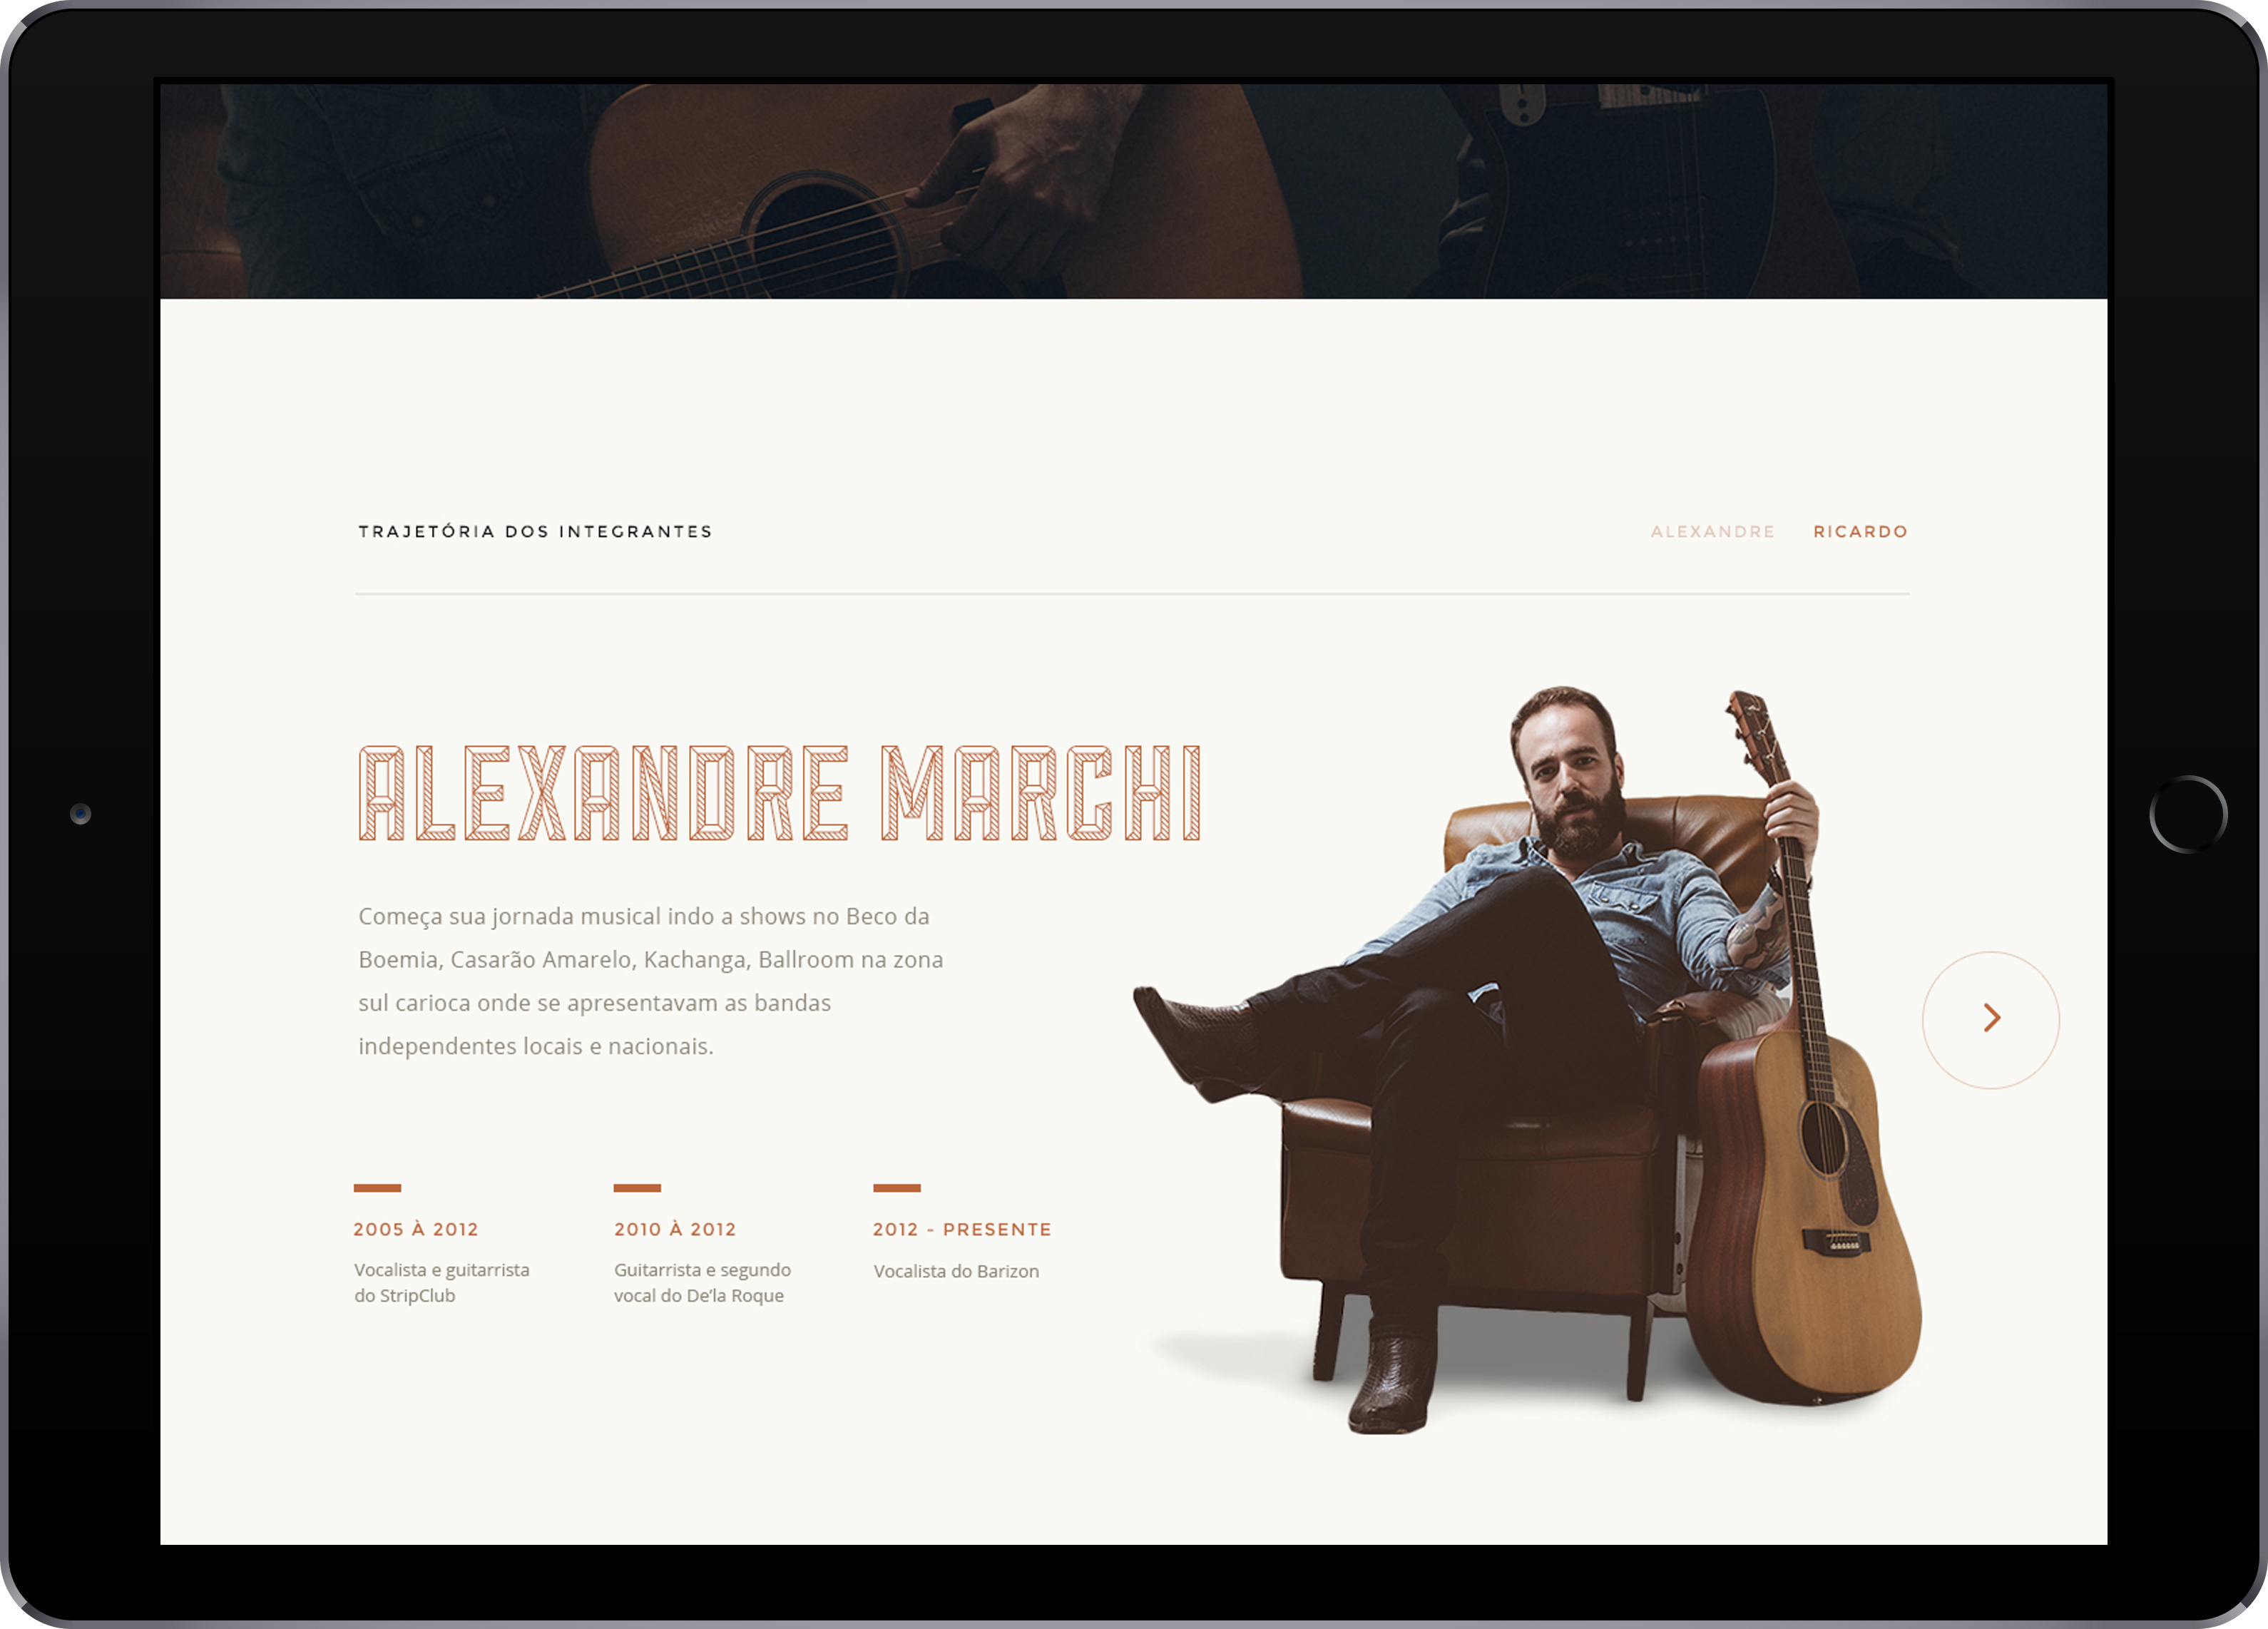 TRAJETÓRIA DOS INTEGRANTES
ALEXANDRE RICARDO
ALEXANDRE MARCHI
Começa sua jornada musical indo a shows no Beco da
Boemia, Casarão Amarelo, Kachanga, Ballroom na zona
sul carioca onde se apresentavam as bandas
independentes locais e nacionais.
2005 À 2012
Vocalista e guitarrista
do StripClub
2010 À 2012
Guitarrista e segundo
vocal do De'la Roque
2012 - PRESENTE
Vocalista do Barizon